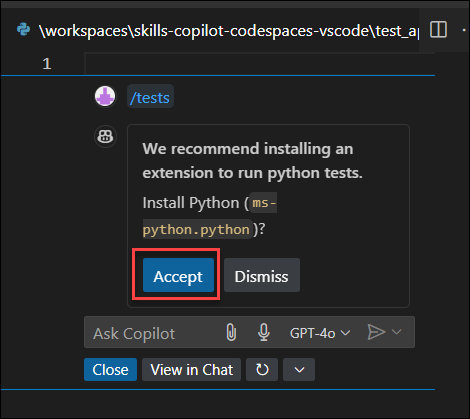 \workspaces\skills-copilot-codespaces-vscode\test_ap
1
/tests
We recommend installing an
extension to run python tests.
Install Python (ms-
python.python)?
Accept Dismiss
Ask Copilot GPT-4o
Close View in Chat